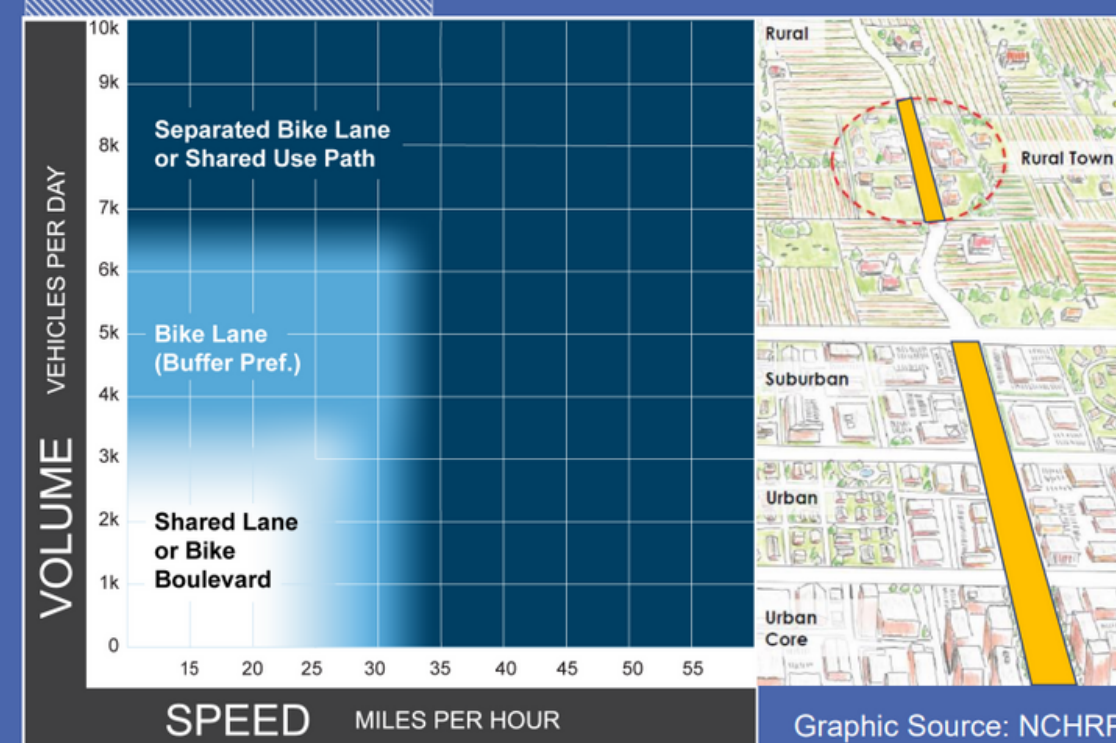 10k
9k
8k
7k
6k
5k
4k
3k
2k
1k
0
VOLUME VEHICLES PER DAY
Separated Bike Lane
or Shared Use Path
Bike Lane
(Buffer Pref.)
Shared Lane
or Bike
Boulevard
15 20 25 30 35 40 45 50 55
SPEED MILES PER HOUR
Rural
Rural Town
Suburban
Urban
Urban
Core
Graphic Source: NCHRP